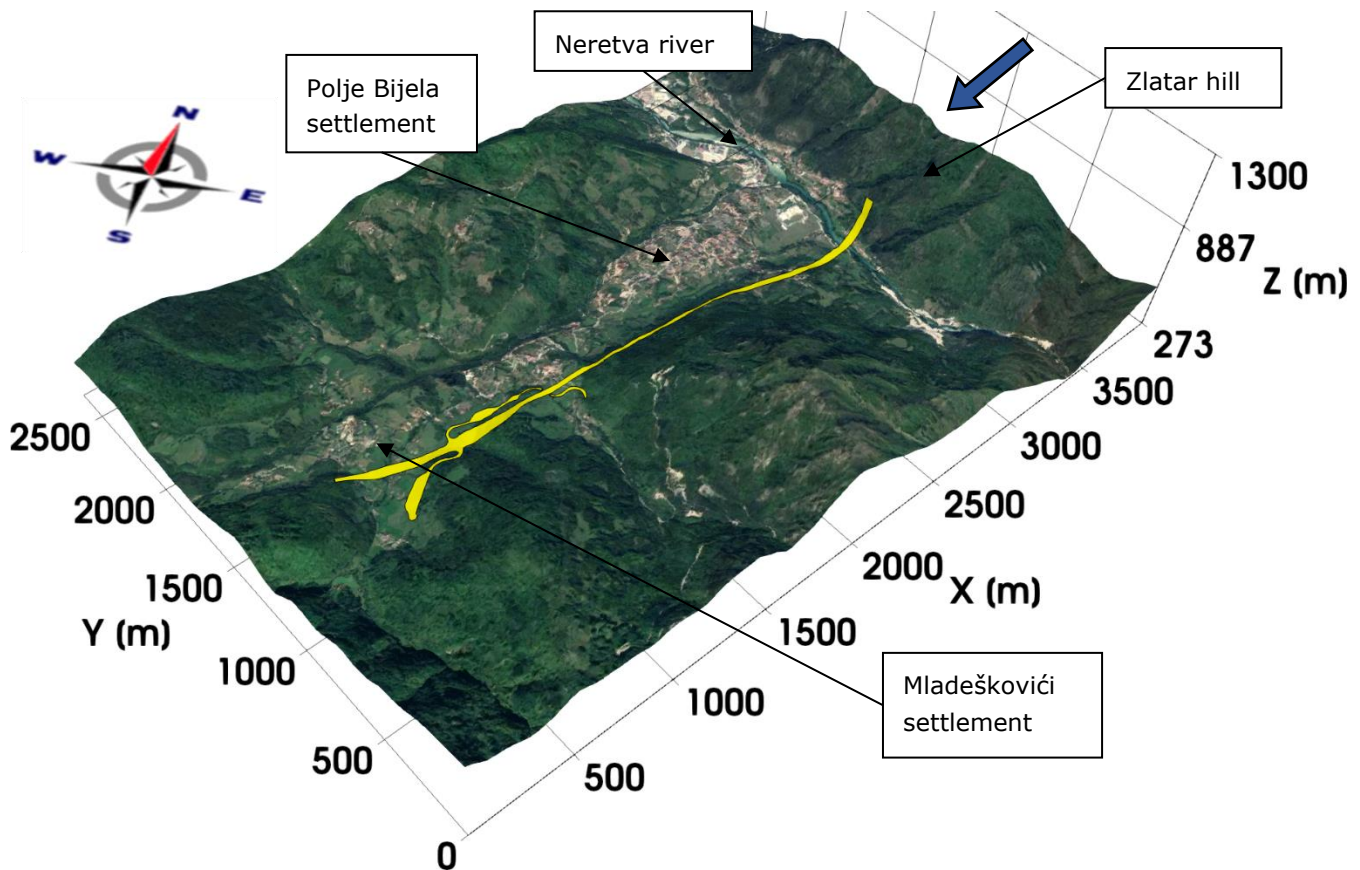 Neretva river
Polje Bijela
settlement
Zlatar hill
N
W
E
S
1300
887
Z (m)
273
3500
3000
2500
2000
X (m)
1500
1000
500
0
2500
2000
1500
Y (m)
1000
500
Mladeškovići
settlement